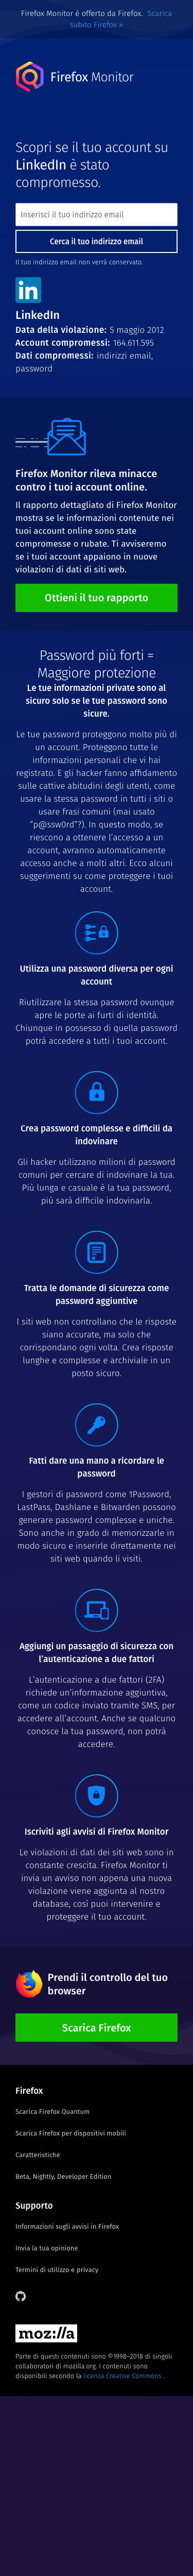 Firefox Monitor è offerto da Firefox. Scarica
subito Firefox »
Firefox Monitor
Scopri se il tuo account su
LinkedIn è stato
compromesso.
Inserisci il tuo indirizzo email
Cerca il tuo indirizzo email
Il tuo indirizzo email non verrà conservato.
in
LinkedIn
Data della violazione: 5 maggio 2012
Account compromessi: 164.611.595
Dati compromessi: indirizzi email,
password
Firefox Monitor rileva minacce
contro i tuoi account online.
Il rapporto dettagliato di Firefox Monitor
mostra se le informazioni contenute nei
tuoi account online sono state
compromesse o rubate. Ti avviseremo
se i tuoi account appaiono in nuove
violazioni di dati di siti web.
Ottieni il tuo rapporto
Password più forti =
Maggiore protezione
Le tue informazioni private sono al
sicuro solo se le tue password sono
sicure.
Le tue password proteggono molto più di
un account. Proteggono tutte le
informazioni personali che vi hai
registrato. E gli hacker fanno affidamento
sulle cattive abitudini degli utenti, come
usare la stessa password in tutti i siti o
usare frasi comuni (mai usato
“p@ssw0rd”?). In questo modo, se
riescono a ottenere l’accesso a un
account, avranno automaticamente
accesso anche a molti altri. Ecco alcuni
suggerimenti su come proteggere i tuoi
account.
Utilizza una password diversa per ogni
account
Riutilizzare la stessa password ovunque
apre le porte ai furti di identità.
Chiunque in possesso di quella password
potrà accedere a tutti i tuoi account.
Crea password complesse e difficili da
indovinare
Gli hacker utilizzano milioni di password
comuni per cercare di indovinare la tua.
Più lunga e casuale è la tua password,
più sarà difficile indovinarla.
Tratta le domande di sicurezza come
password aggiuntive
I siti web non controllano che le risposte
siano accurate, ma solo che
corrispondano ogni volta. Crea risposte
lunghe e complesse e archiviale in un
posto sicuro.
Fatti dare una mano a ricordare le
password
I gestori di password come 1Password,
LastPass, Dashlane e Bitwarden possono
generare password complesse e uniche.
Sono anche in grado di memorizzarle in
modo sicuro e inserirle direttamente nei
siti web quando li visiti.
Aggiungi un passaggio di sicurezza con
l’autenticazione a due fattori
L’autenticazione a due fattori (2FA)
richiede un’informazione aggiuntiva,
come un codice inviato tramite SMS, per
accedere all’account. Anche se qualcuno
conosce la tua password, non potrà
accedere.
Iscriviti agli avvisi di Firefox Monitor
Le violazioni di dati dei siti web sono in
constante crescita. Firefox Monitor ti
invia un avviso non appena una nuova
violazione viene aggiunta al nostro
database, così puoi intervenire e
proteggere il tuo account.
Prendi il controllo del tuo
browser
Scarica Firefox
Firefox
Scarica Firefox Quantum
Scarica Firefox per dispositivi mobili
Caratteristiche
Beta, Nightly, Developer Edition
Supporto
Informazioni sugli avvisi in Firefox
Invia la tua opinione
Termini di utilizzo e privacy
moz://a
Parte di questi contenuti sono ©1998–2018 di singoli
collaboratori di mozilla.org. I contenuti sono
disponibili secondo la licenza Creative Commons .